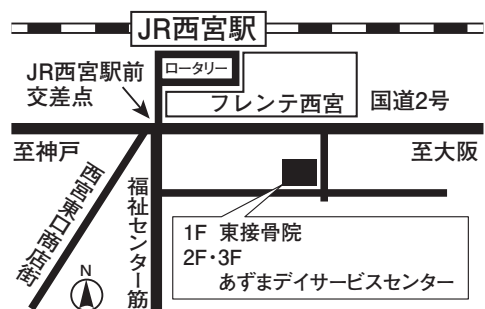 JR西宮駅
ロータリー
JR西宮駅前
交差点
フレンテ西宮
国道2号
至神戸
至大阪
西宮東口商店街
福祉センター筋
1F 東接骨院
2F・3F
あずまデイサービスセンター
N